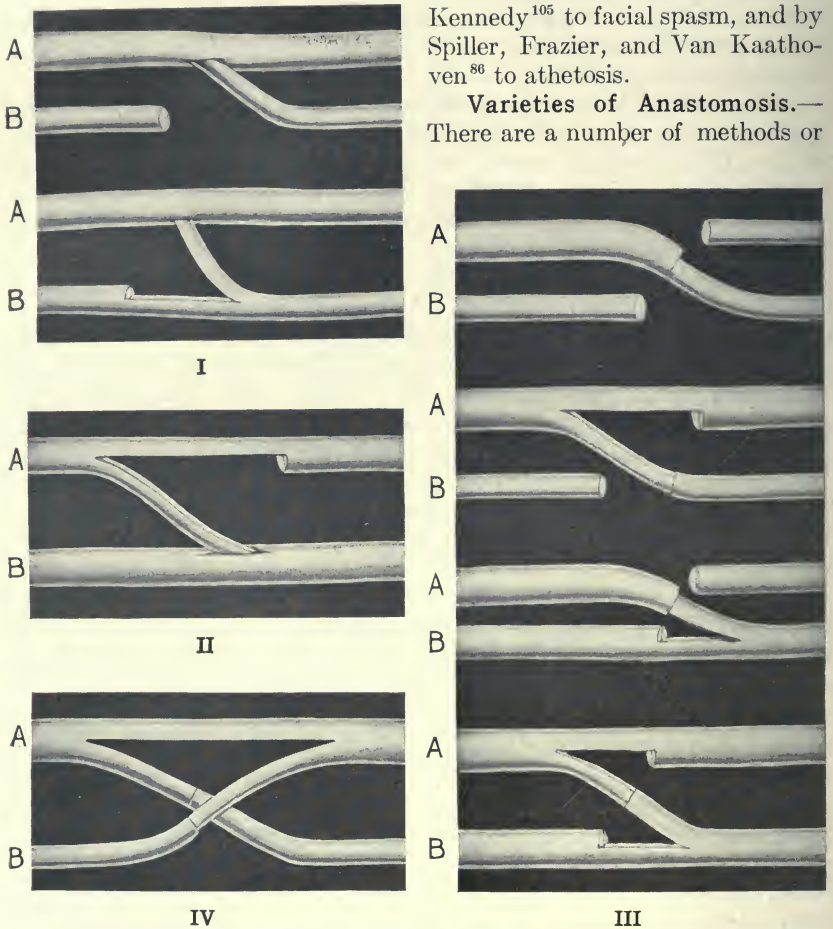 Kennedy¹⁰⁵ to facial spasm, and by
Spiller, Frazier, and Van Kaatho-
ven⁸⁶ to athetosis.
Varieties of Anastomosis.—
There are a number of methods or
A
B
A
B
I
A
B
II
A
B
IV
A
B
A
B
A
B
A
B
III